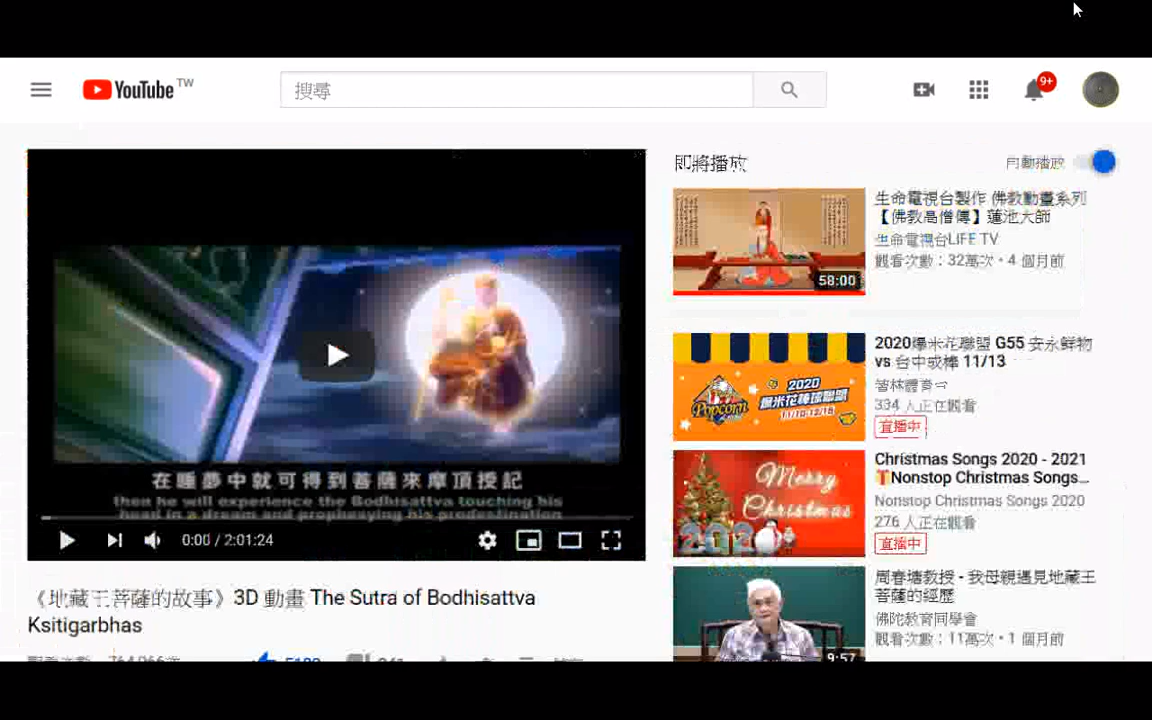 YouTube TW
搜尋
9+
即將播放
自動播放
生命電視台製作 佛教動畫系列
【佛教高僧傳】蓮池大師
生命電視台LIFE TV
觀看次數:32萬次・4 個月前
58:00
2020爆米花聯盟 G55 安永鮮物
vs 台中成棒 11/13
334 人正在觀看
直播中
2020
爆米花棒球聯盟
Popcorn
Christmas Songs 2020 - 2021
Nonstop Christmas Songs...
Nonstop Christmas Songs 2020
276 人正在觀看
直播中
Merry
Christmas
周春塘教授 - 我母親遇見地藏王
菩薩的經歷
佛陀教育同學會
觀看次數:11萬次・1 個月前
9:57
在睡夢中就可得到菩薩來摩頂授記
then he will experience the Bodhisattva touching his
head in a dream and prophesying his predestination
0:00 / 2:01:24
《地藏王菩薩的故事》3D 動畫 The Sutra of Bodhisattva
Ksitigarbhas